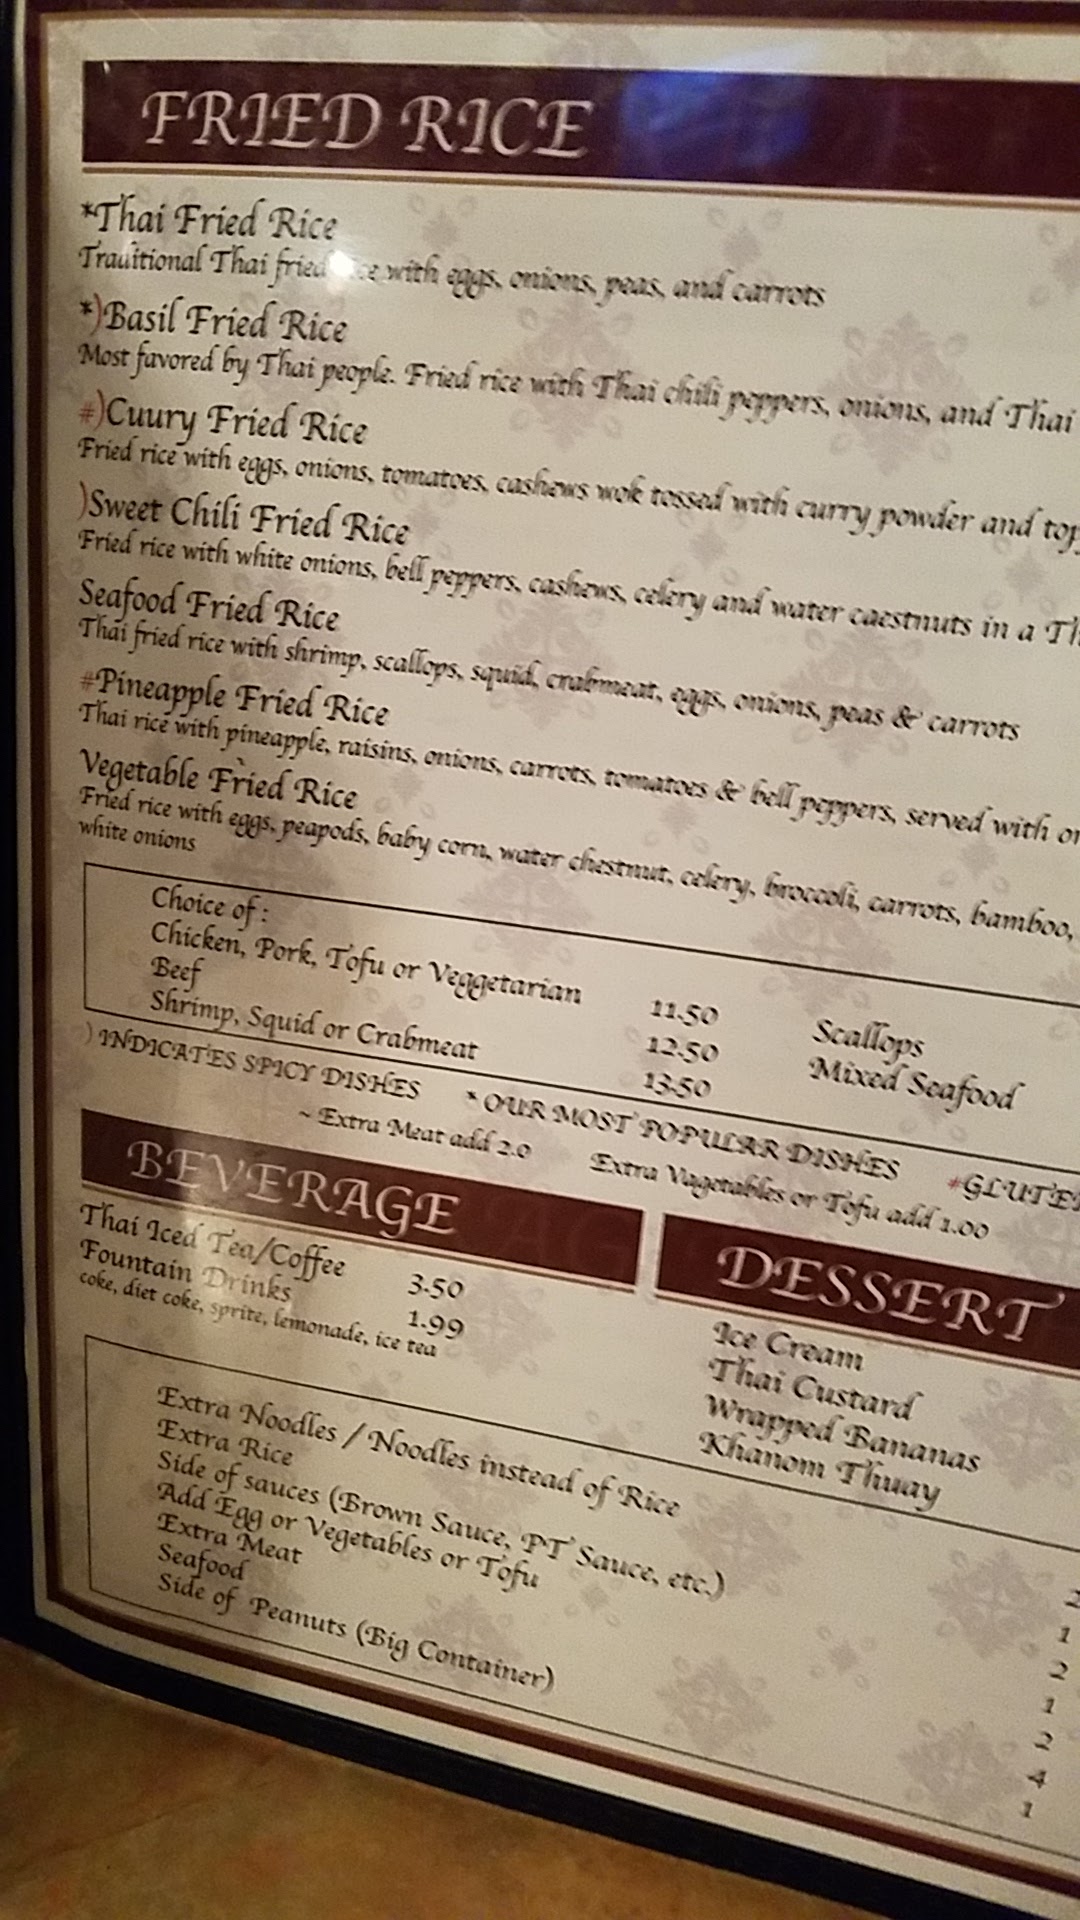 FRIED RICE
*Thai Fried Rice
Traditional Thai fried rice with eggs, onions, peas, and carrots
*)Basil Fried Rice
Most favored by Thai people. Fried rice with Thai chili peppers, onions, and Thai
#)Cuury Fried Rice
Fried rice with eggs, onions, tomatoes, cashews wok tossed with curry powder and
)Sweet Chili Fried Rice
Fried rice with white onions, bell peppers, cashews, celery and water caestnuts in a
Seafood Fried Rice
Thai fried rice with shrimp, scallops, squid, crabmeat, eggs, onions, peas & carrots
#Pineapple Fried Rice
Thai rice with pineapple, raisins, onions, carrots, tomatoes & bell peppers, served with
Vegetable Fried Rice
Fried rice with eggs, peapods, baby corn, water chestnut, celery, broccoli, carrots, bamboo,
white onions
Choice of :
Chicken, Pork, Tofu or Veggetarian 11.50 Scallops
Beef 12.50 Mixed Seafood
Shrimp, Squid or Crabmeat 13.50
) INDICATES SPICY DISHES * OUR MOST POPULAR DISHES
~ Extra Meat add 2.0 Extra Vagetables or Tofu add 1.00
BEVERAGE
Thai Iced Tea/Coffee 3.50
Fountain Drinks 1.99
coke, diet coke, sprite, lemonade, ice tea
DESSERT
Ice Cream
Thai Custard
Wrapped Bananas
Khanom Thuay
Extra Noodles / Noodles instead of Rice 2
Extra Rice 1
Side of sauces (Brown Sauce, PT Sauce, etc.) 2
Add Egg or Vegetables or Tofu 1
Extra Meat 2
Seafood 4
Side of Peanuts (Big Container) 1